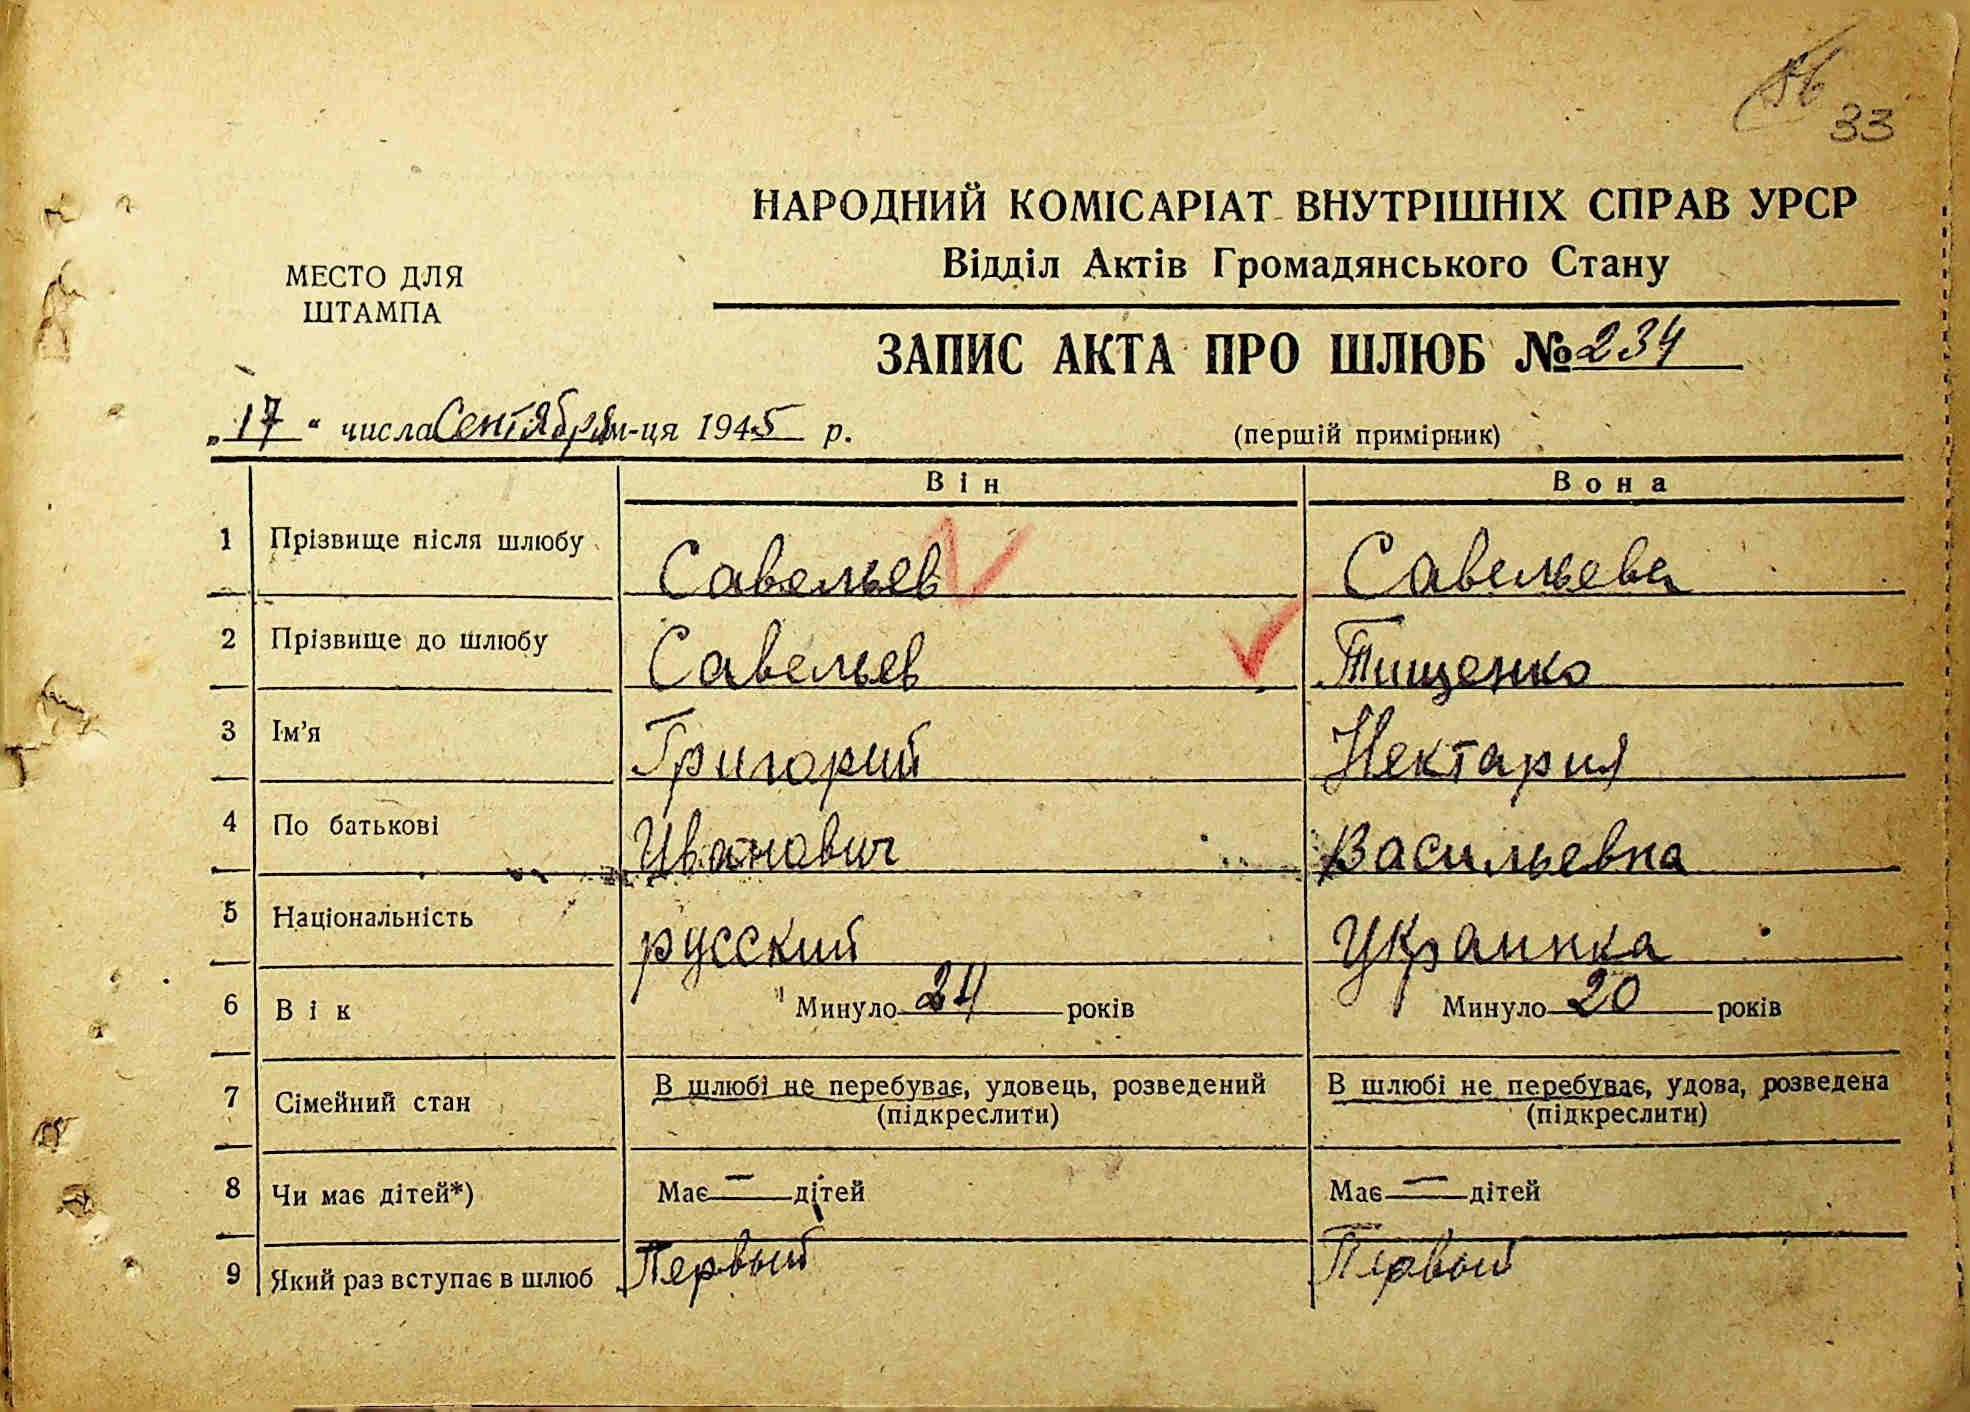 33
НАРОДНИЙ КОМІСАРІАТ ВНУТРІШНІХ СПРАВ УРСР
Відділ Актів Громадянського Стану
МЕСТО ДЛЯ
ШТАМПА
ЗАПИС АКТА ПРО ШЛЮБ № 234
„17“ числа Сентября м-ця 1945 р. (першій примірник)
Він Вона
1 Прізвище після шлюбу Савельев Савельева
2 Прізвище до шлюбу Савельев Тищенко
3 Ім'я Григорий Нектария
4 По батькові Иванович Васильевна
5 Національність русский Украинка
6 Вік Минуло 24 років Минуло 20 років
7 Сімейний стан В шлюбі не перебуває, удовець, розведений В шлюбі не перебуває, удова, розведена
(підкреслити) (підкреслити)
8 Чи має дітей*) Має — дітей Має — дітей
9 Який раз вступає в шлюб Первый Первый